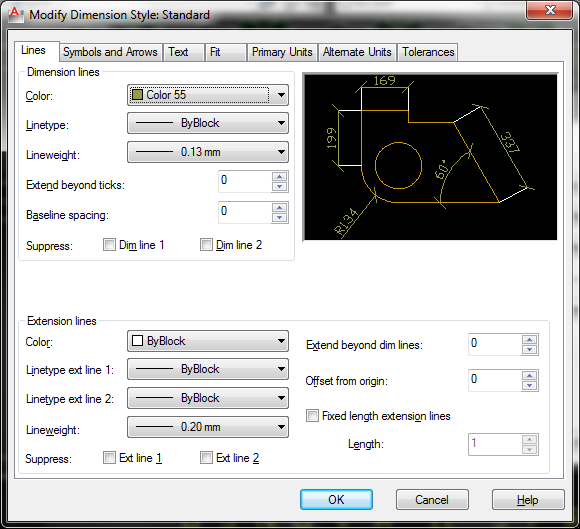 Modify Dimension Style: Standard
Lines Symbols and Arrows Text Fit Primary Units Alternate Units Tolerances
Dimension lines
Color: Color 55
Linetype: ByBlock
Lineweight: 0.13 mm
Extend beyond ticks: 0
Baseline spacing: 0
Suppress: Dim line 1 Dim line 2
169
199
337
60°
R134
Extension lines
Color: ByBlock
Linetype ext line 1: ByBlock
Linetype ext line 2: ByBlock
Lineweight: 0.20 mm
Suppress: Ext line 1 Ext line 2
Extend beyond dim lines: 0
Offset from origin: 0
Fixed length extension lines
Length: 1
OK Cancel Help